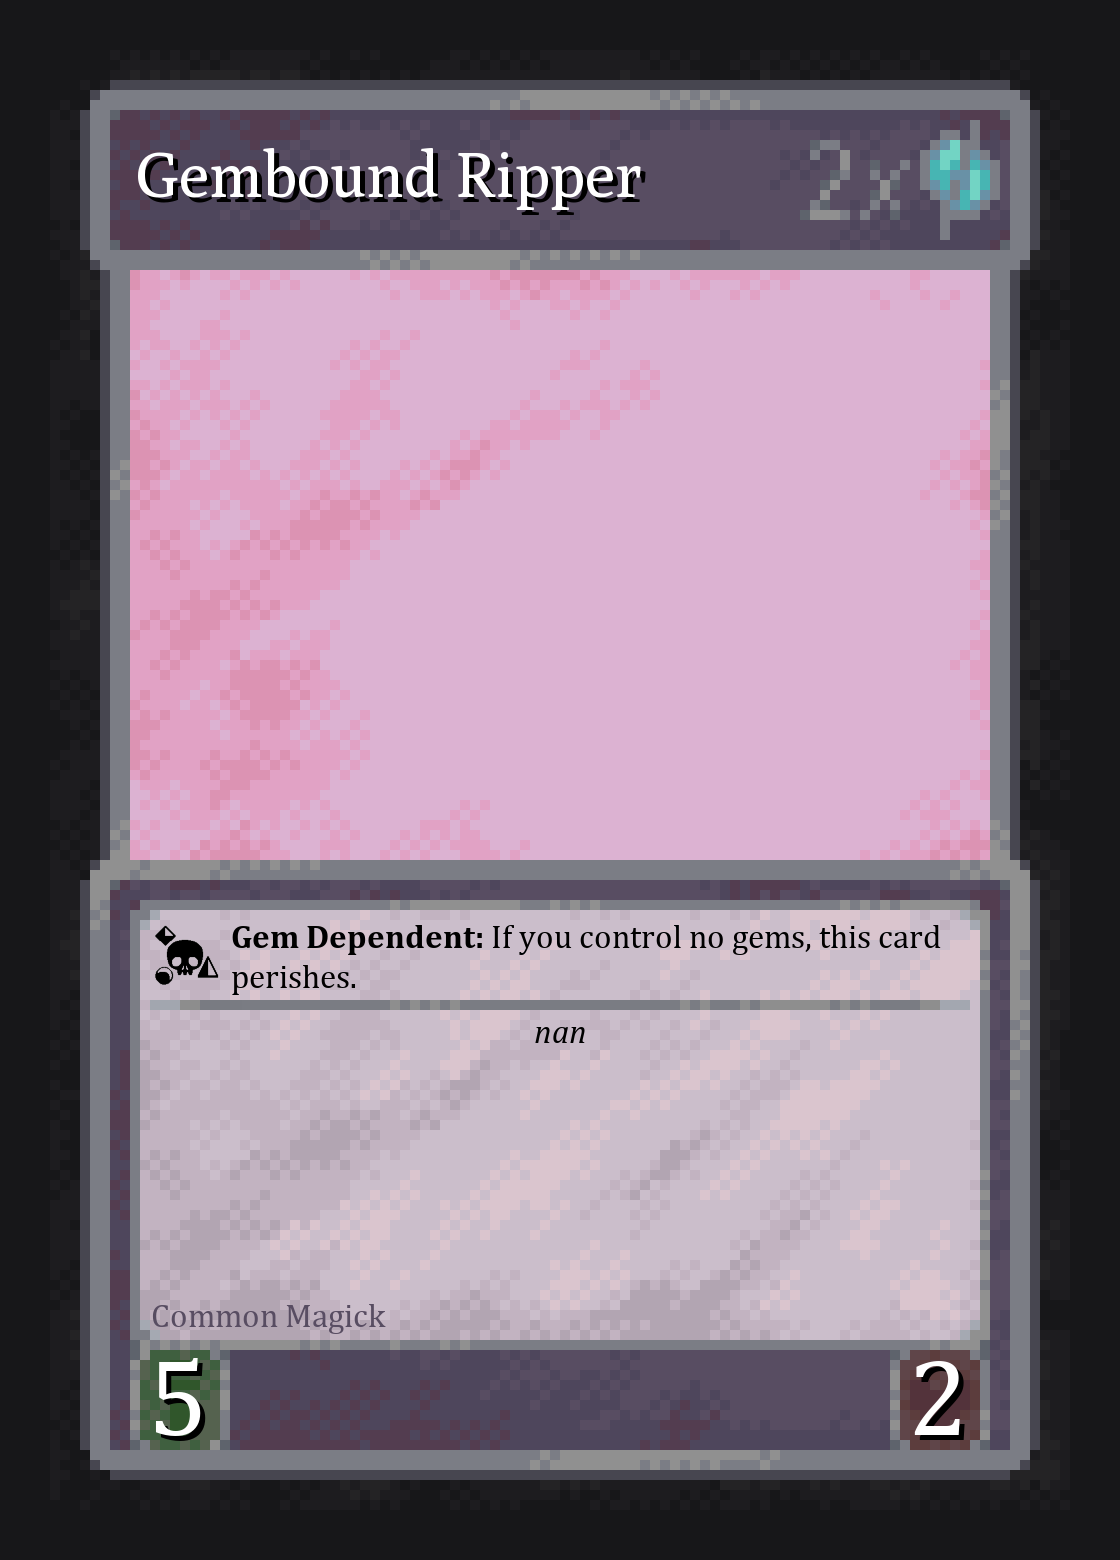 Gembound Ripper 2x
Gem Dependent: If you control no gems, this card
perishes.
nan
Common Magick
5 2